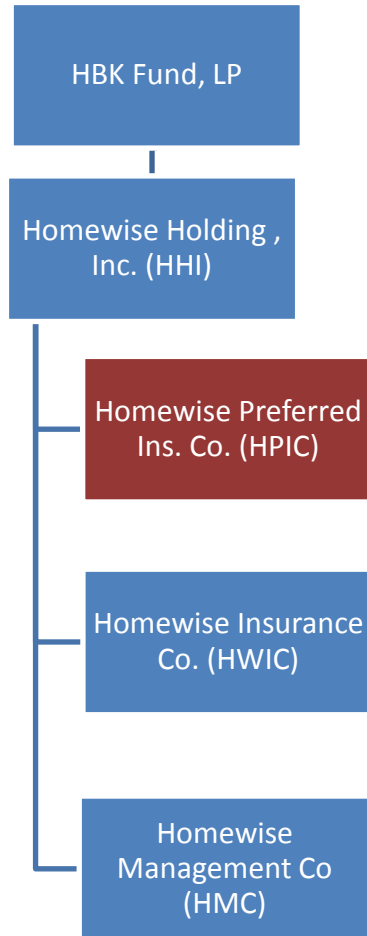 HBK Fund, LP
Homewise Holding ,
Inc. (HHI)
Homewise Preferred
Ins. Co. (HPIC)
Homewise Insurance
Co. (HWIC)
Homewise
Management Co
(HMC)